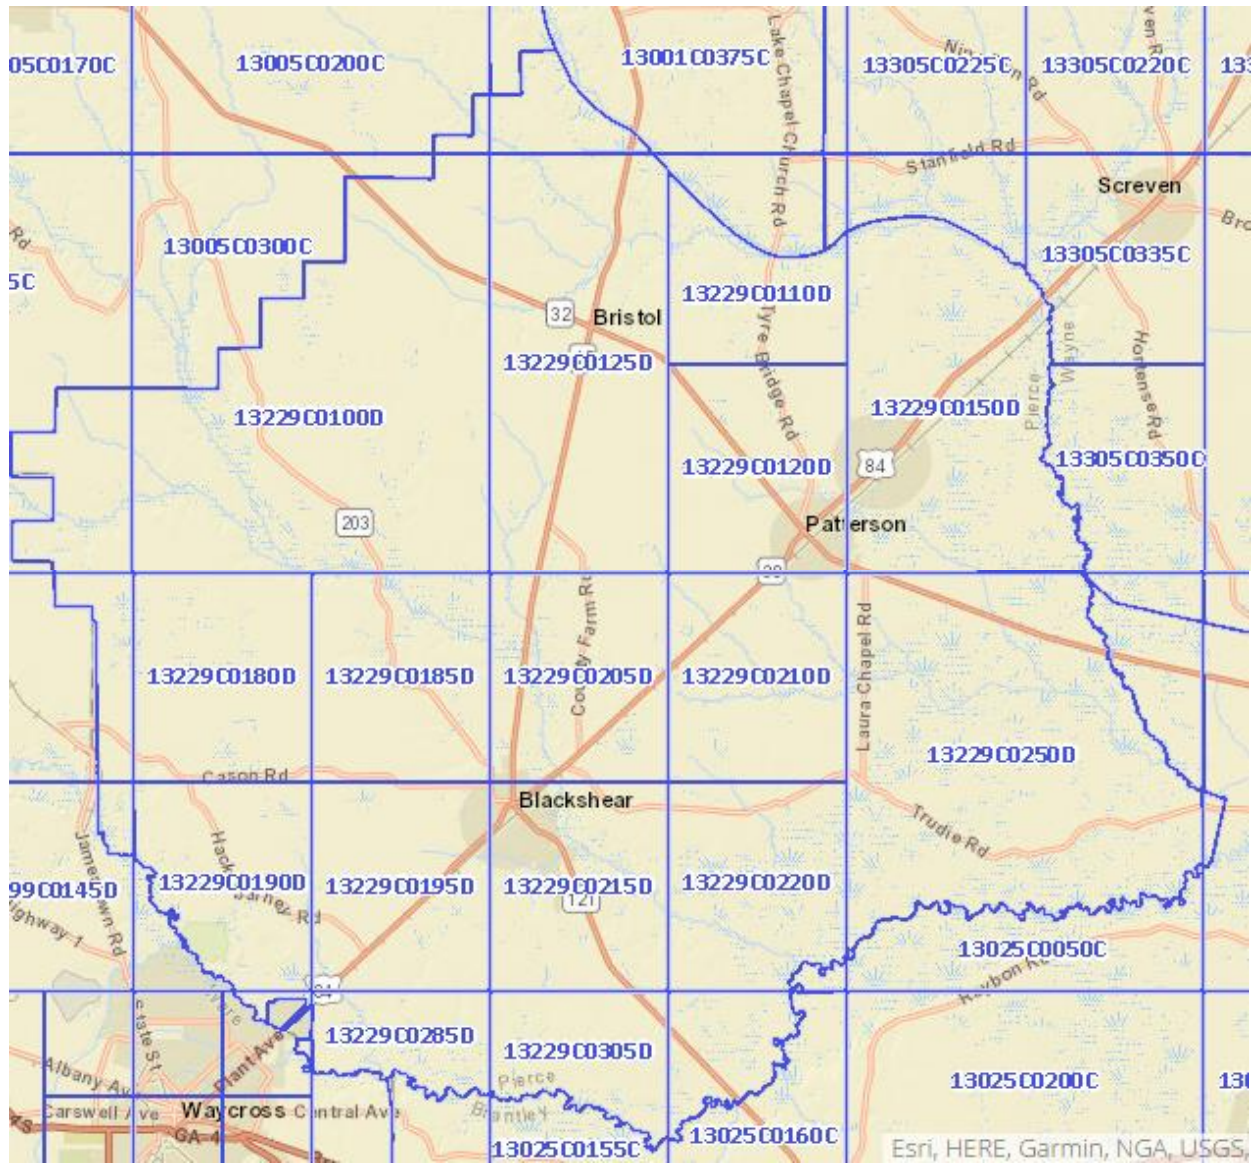 05C0170C
13005C0200C
13001C0375C
13305C0225C
13305C0220C
Lake Chapel Church Rd
Stanfield Rd
Screven
13005C0300C
13305C0335C
Rd
5C
13229C0110D
32
Bristol
Tyre Bridge Rd
Wayne
Pierce
Hortense Rd
13229C0125D
13229C0100D
13229C0150D
13229C0120D
84
13305C0350C
203
Patterson
County Farm
Laura Chapel Rd
13229C0180D
13229C0185D
13229C0205D
13229C0210D
13229C0250D
Cason Rd
Blackshear
Trudie Rd
13229C0190D
13229C0195D
13229C0215D
13229C0220D
99C0145D
121
13025C0050C
State St
Plant Ave
13229C0285D
13229C0305D
13025C0200C
Pierce
Brantley
Albany Av
Carswell Ave
Waycross
Central Ave
GA-4
13025C0155C
13025C0160C
Esri, HERE, Garmin, NGA, USGS,